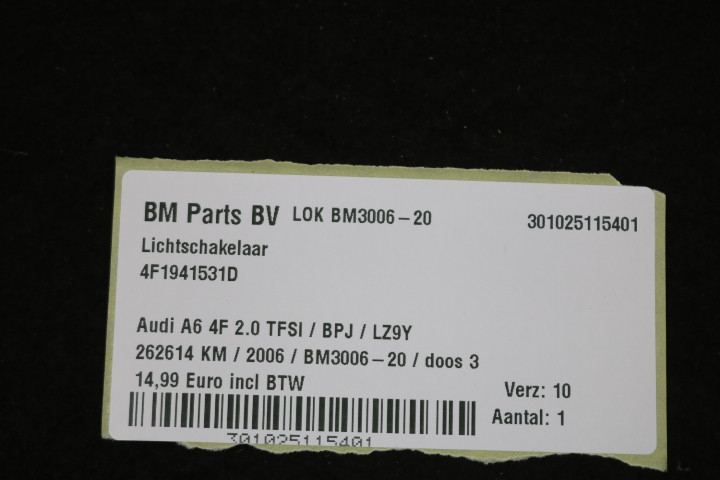 BM Parts BV LOK BM3006-20 301025115401
Lichtschakelaar
4F1941531D
Audi A6 4F 2.0 TFSI / BPJ / LZ9Y
262614 KM / 2006 / BM3006-20 / doos 3
14,99 Euro incl BTW
Verz: 10
Aantal: 1
301025115401